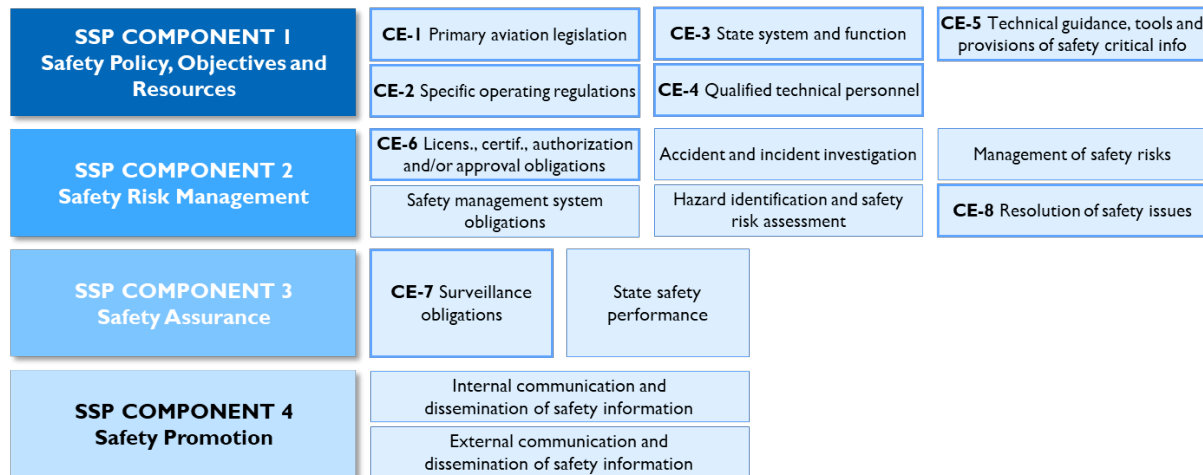 SSP COMPONENT 1
Safety Policy, Objectives and
Resources
CE-1 Primary aviation legislation
CE-3 State system and function
CE-5 Technical guidance, tools and
provisions of safety critical info
CE-2 Specific operating regulations
CE-4 Qualified technical personnel
SSP COMPONENT 2
Safety Risk Management
CE-6 Licens., certif., authorization
and/or approval obligations
Accident and incident investigation
Management of safety risks
Safety management system
obligations
Hazard identification and safety
risk assessment
CE-8 Resolution of safety issues
SSP COMPONENT 3
Safety Assurance
CE-7 Surveillance
obligations
State safety
performance
SSP COMPONENT 4
Safety Promotion
Internal communication and
dissemination of safety information
External communication and
dissemination of safety information